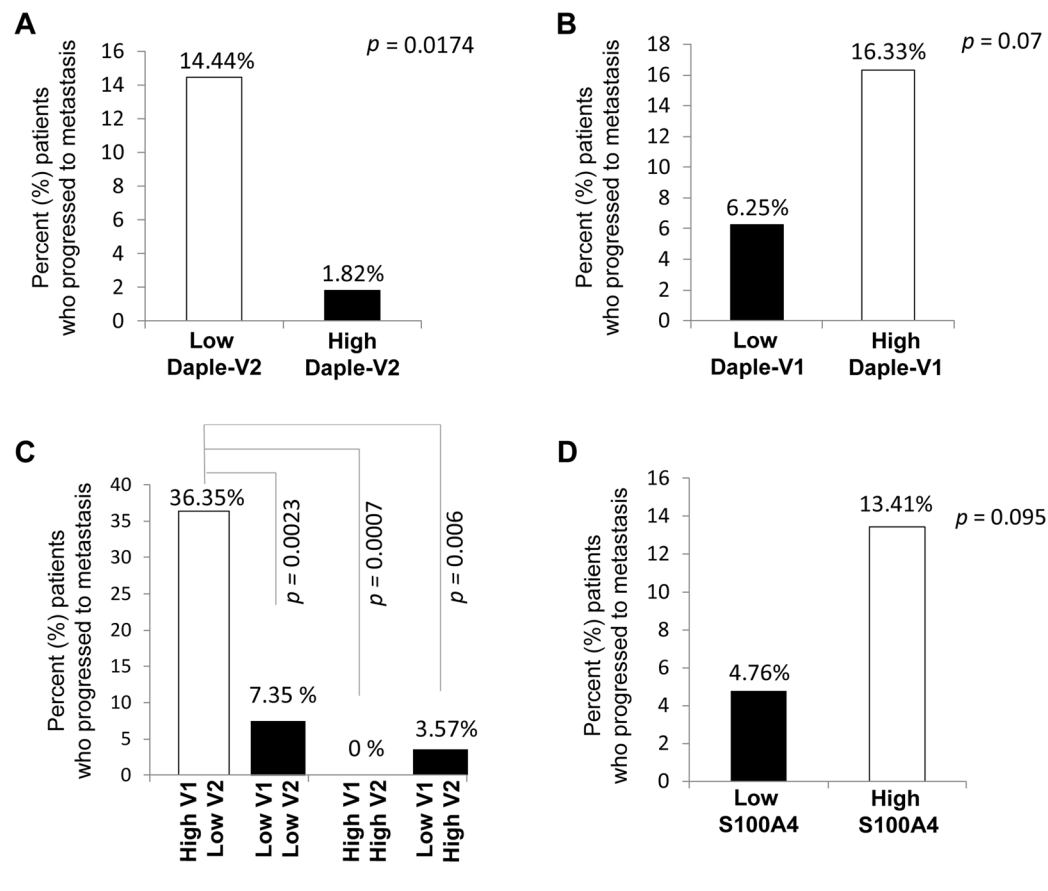 A
p = 0.0174
Percent (%) patients
who progressed to metastasis
16
14
12
10
8
6
4
2
0
14.44%
1.82%
Low
Daple-V2
High
Daple-V2
B
p = 0.07
Percent (%) patients
who progressed to metastasis
18
16
14
12
10
8
6
4
2
0
6.25%
16.33%
Low
Daple-V1
High
Daple-V1
C
Percent (%) patients
who progressed to metastasis
40
35
30
25
20
15
10
5
0
36.35%
7.35 %
0 %
3.57%
p = 0.0023
p = 0.0007
p = 0.006
High V1
Low V2
Low V1
Low V2
High V1
High V2
Low V1
High V2
D
p = 0.095
Percent (%) patients
who progressed to metastasis
16
14
12
10
8
6
4
2
0
4.76%
13.41%
Low
S100A4
High
S100A4